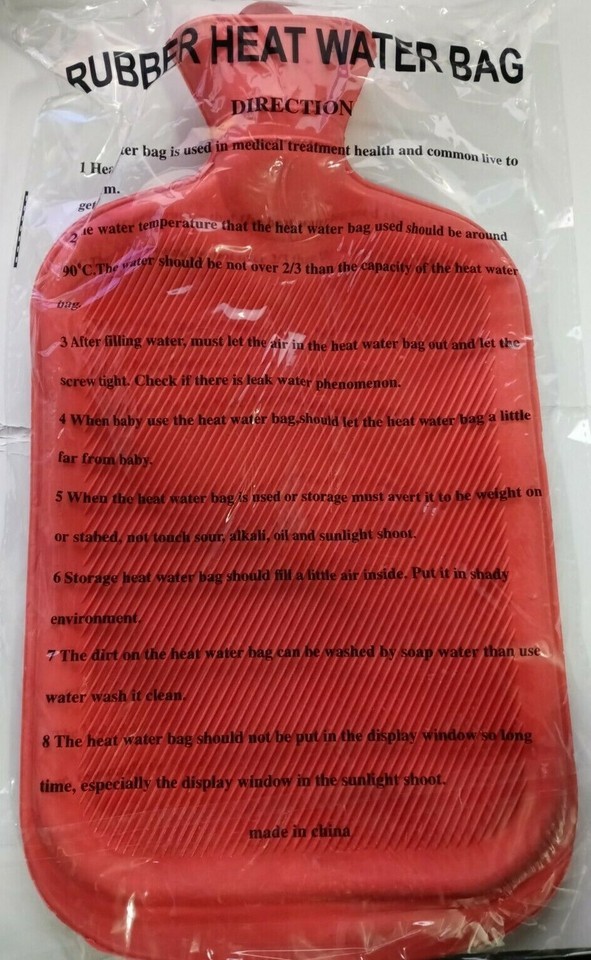 RUBBER HEAT WATER BAG
DIRECTION
1 Hea ter bag is used in medical treatment health and common live to
get m.
2 he water temperature that the heat water bag used should be around
90°C.The water should be not over 2/3 than the capacity of the heat water
bag.
3 After filling water, must let the air in the heat water bag out and let the
screw tight. Check if there is leak water phenomenon.
4 When baby use the heat water bag,should let the heat water bag a little
far from baby.
5 When the heat water bag is used or storage must avert it to be weight on
or stabed, not touch sour, alkali, oil and sunlight shoot.
6 Storage heat water bag should fill a little air inside. Put it in shady
environment.
7 The dirt on the heat water bag can be washed by soap water than use
water wash it clean.
8 The heat water bag should not be put in the display window so long
time, especially the display window in the sunlight shoot.
made in china